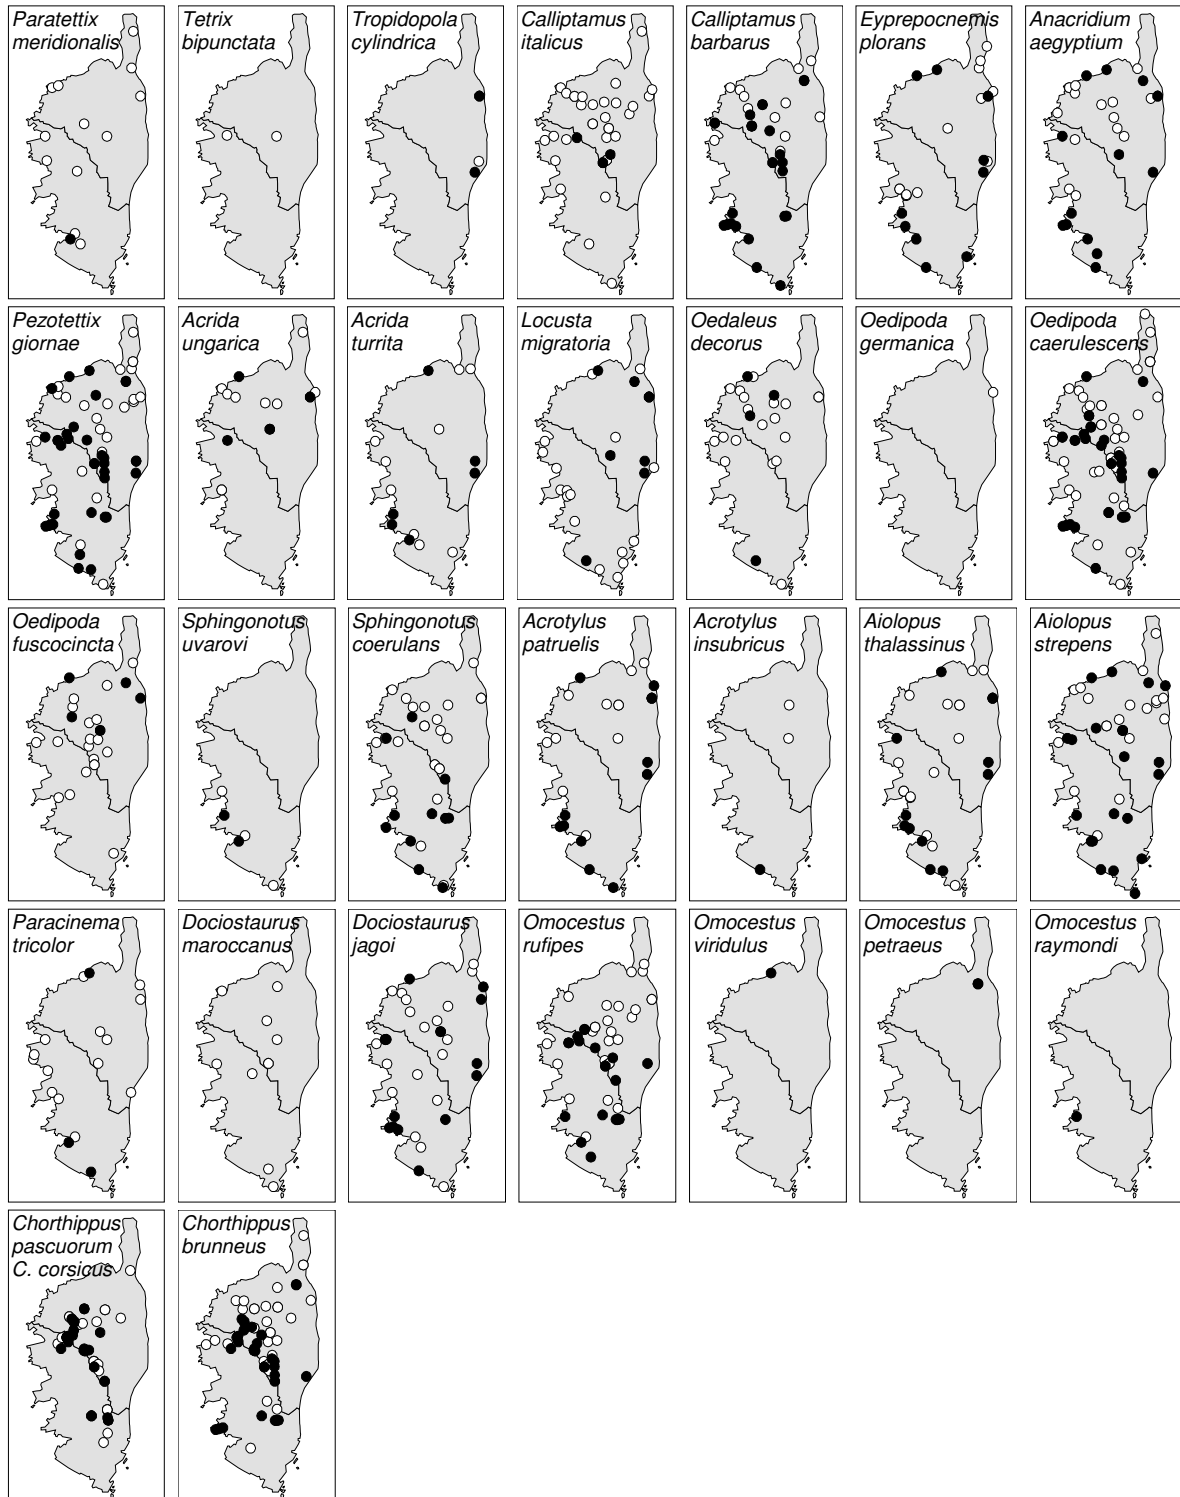 Paratettix
meridionalis
Tetrix
bipunctata
Tropidopola
cylindrica
Calliptamus
italicus
Calliptamus
barbarus
Eyprepocnemis
plorans
Anacridium
aegyptium
Pezotettix
giornae
Acrida
ungarica
Acrida
turrita
Locusta
migratoria
Oedaleus
decorus
Oedipoda
germanica
Oedipoda
caerulescens
Oedipoda
fuscocincta
Sphingonotus
uvarovi
Sphingonotus
coerulans
Acrotylus
patruelis
Acrotylus
insubricus
Aiolopus
thalassinus
Aiolopus
strepens
Paracinema
tricolor
Dociostaurus
maroccanus
Dociostaurus
jagoi
Omocestus
rufipes
Omocestus
viridulus
Omocestus
petraeus
Omocestus
raymondi
Chorthippus
pascuorum
C. corsicus
Chorthippus
brunneus